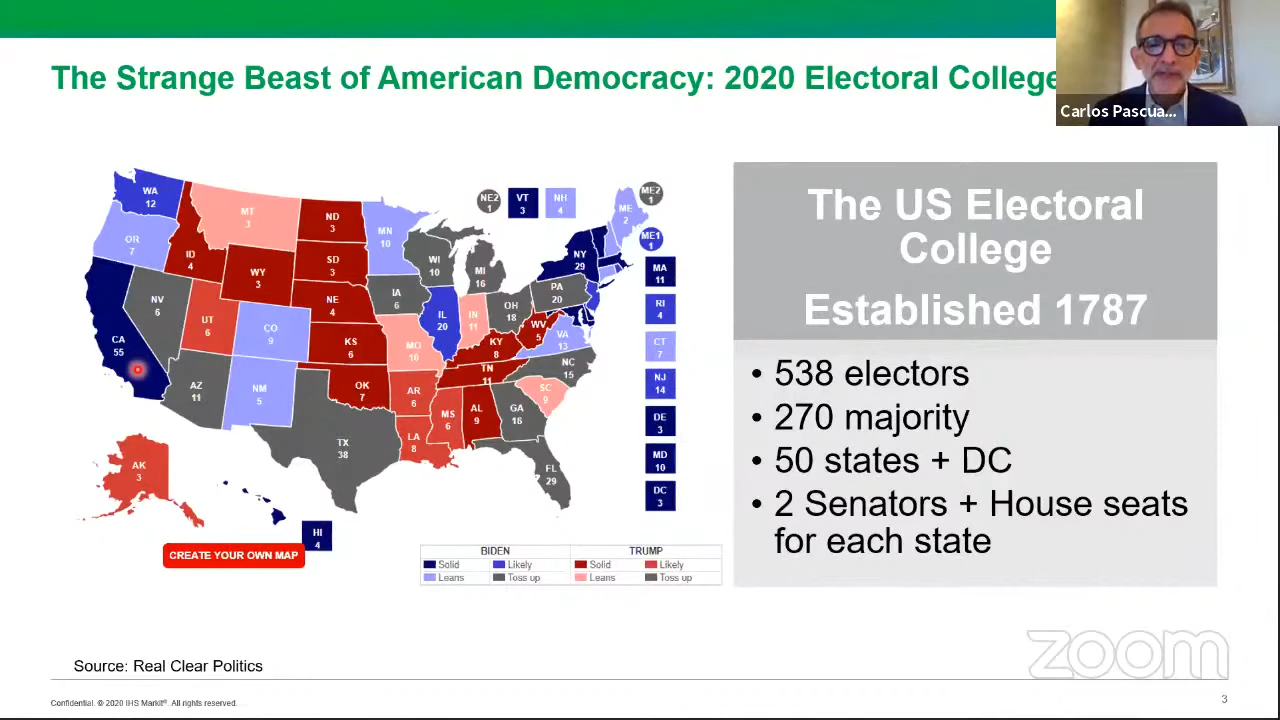 The Strange Beast of American Democracy: 2020 Electoral College
Carlos Pascua...
WA
12
OR
7
CA
55
NV
6
ID
4
MT
3
WY
3
UT
6
CO
9
AZ
11
NM
5
ND
3
SD
3
NE
4
KS
6
OK
7
TX
38
MN
10
IA
6
MO
10
AR
6
LA
8
WI
10
IL
20
MS
6
MI
16
IN
11
KY
8
TN
11
AL
9
OH
18
WV
5
GA
16
FL
29
SC
9
NC
15
VA
13
PA
20
NY
29
ME
2
NE2
1
VT
3
NH
4
ME2
1
ME1
1
MA
11
RI
4
CT
7
NJ
14
DE
3
MD
10
DC
3
AK
3
HI
4
CREATE YOUR OWN MAP
BIDEN TRUMP
Solid Likely Solid Likely
Leans Toss up Leans Toss up
The US Electoral
College
Established 1787
• 538 electors
• 270 majority
• 50 states + DC
• 2 Senators + House seats
for each state
Source: Real Clear Politics
zoom
Confidential. © 2020 IHS Markit®. All rights reserved.
3